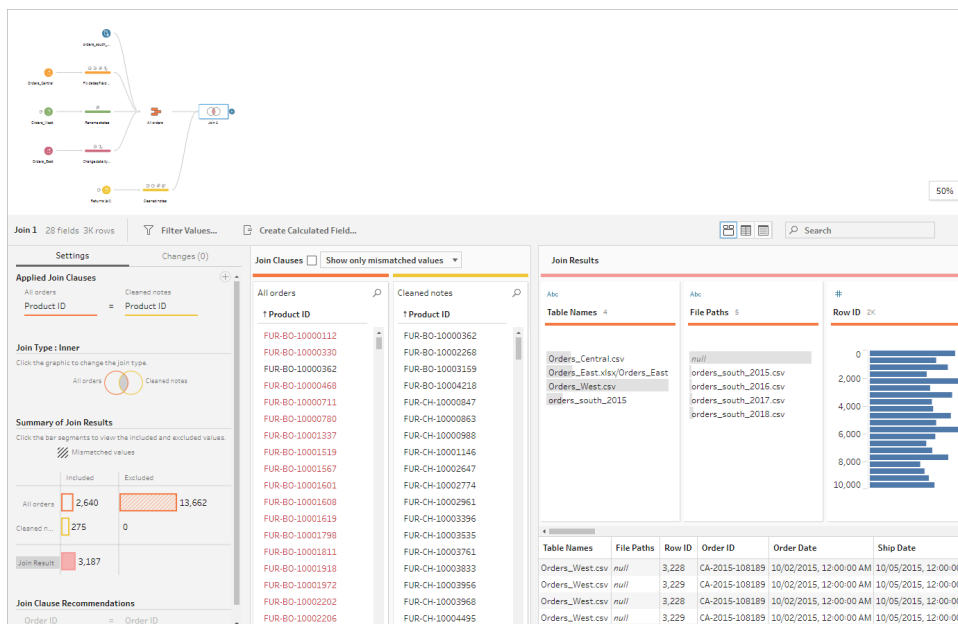 orders_south_...
Orders_Central
Fix dates/field ...
Orders_West
Rename states
All orders
Join 1
Orders_East
Change data ty...
Returns (all)
Cleaned notes
50%
Join 1 28 fields 3K rows
Filter Values...
Create Calculated Field...
Search
Settings
Changes (0)
Applied Join Clauses
All orders
Cleaned notes
Product ID = Product ID
Join Type : Inner
Click the graphic to change the join type.
All orders
Cleaned notes
Summary of Join Results
Click the bar segments to view the included and excluded values.
Mismatched values
Included
Excluded
All orders 2,640 13,662
Cleaned n... 275 0
Join Result 3,187
Join Clause Recommendations
Order ID = Order ID
Join Clauses
Show only mismatched values
All orders
Product ID
FUR-BO-10000112
FUR-BO-10000330
FUR-BO-10000362
FUR-BO-10000468
FUR-BO-10000711
FUR-BO-10000780
FUR-BO-10001337
FUR-BO-10001519
FUR-BO-10001567
FUR-BO-10001601
FUR-BO-10001608
FUR-BO-10001619
FUR-BO-10001798
FUR-BO-10001811
FUR-BO-10001918
FUR-BO-10001972
FUR-BO-10002202
FUR-BO-10002206
Cleaned notes
Product ID
FUR-BO-10000362
FUR-BO-10002268
FUR-BO-10003159
FUR-BO-10004218
FUR-CH-10000847
FUR-CH-10000863
FUR-CH-10000988
FUR-CH-10001146
FUR-CH-10002647
FUR-CH-10002774
FUR-CH-10002961
FUR-CH-10003396
FUR-CH-10003535
FUR-CH-10003761
FUR-CH-10003833
FUR-CH-10003956
FUR-CH-10003968
FUR-CH-10004495
Join Results
Abc
Table Names 4
Orders_Central.csv
Orders_East.xlsx/Orders_East
Orders_West.csv
orders_south_2015
Abc
File Paths 5
null
orders_south_2015.csv
orders_south_2016.csv
orders_south_2017.csv
orders_south_2018.csv
#
Row ID 2K
0
2,000
4,000
6,000
8,000
10,000
Table Names File Paths Row ID Order ID Order Date Ship Date
Orders_West.csv null 3,228 CA-2015-108189 10/02/2015, 12:00:00 AM 10/05/2015, 12:00:00
Orders_West.csv null 3,229 CA-2015-108189 10/02/2015, 12:00:00 AM 10/05/2015, 12:00:00
Orders_West.csv null 3,228 CA-2015-108189 10/02/2015, 12:00:00 AM 10/05/2015, 12:00:00
Orders_West.csv null 3,229 CA-2015-108189 10/02/2015, 12:00:00 AM 10/05/2015, 12:00:00